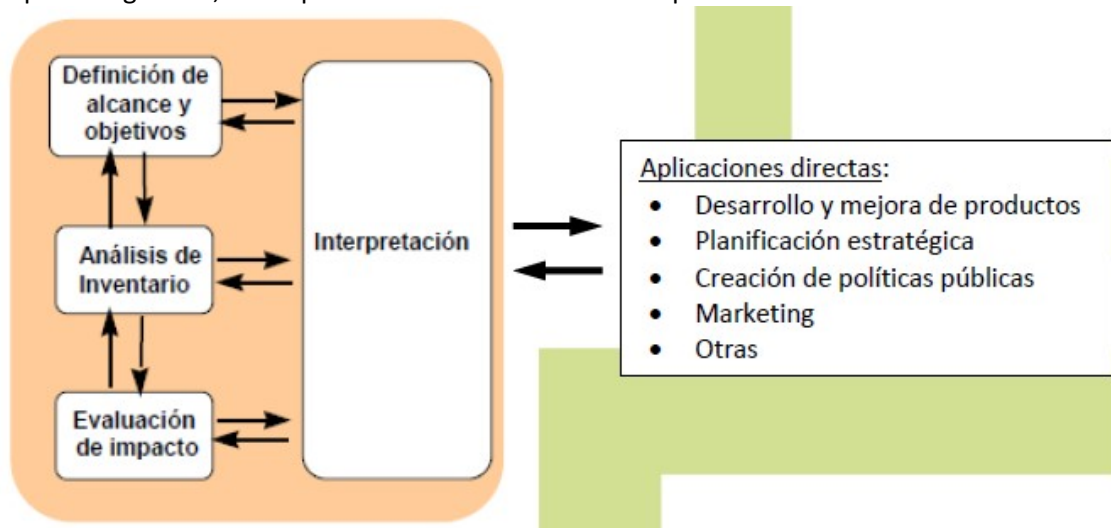 Definición de
alcance y
objetivos
Análisis de
Inventario
Evaluación
de impacto
Interpretación
Aplicaciones directas:
• Desarrollo y mejora de productos
• Planificación estratégica
• Creación de políticas públicas
• Marketing
• Otras